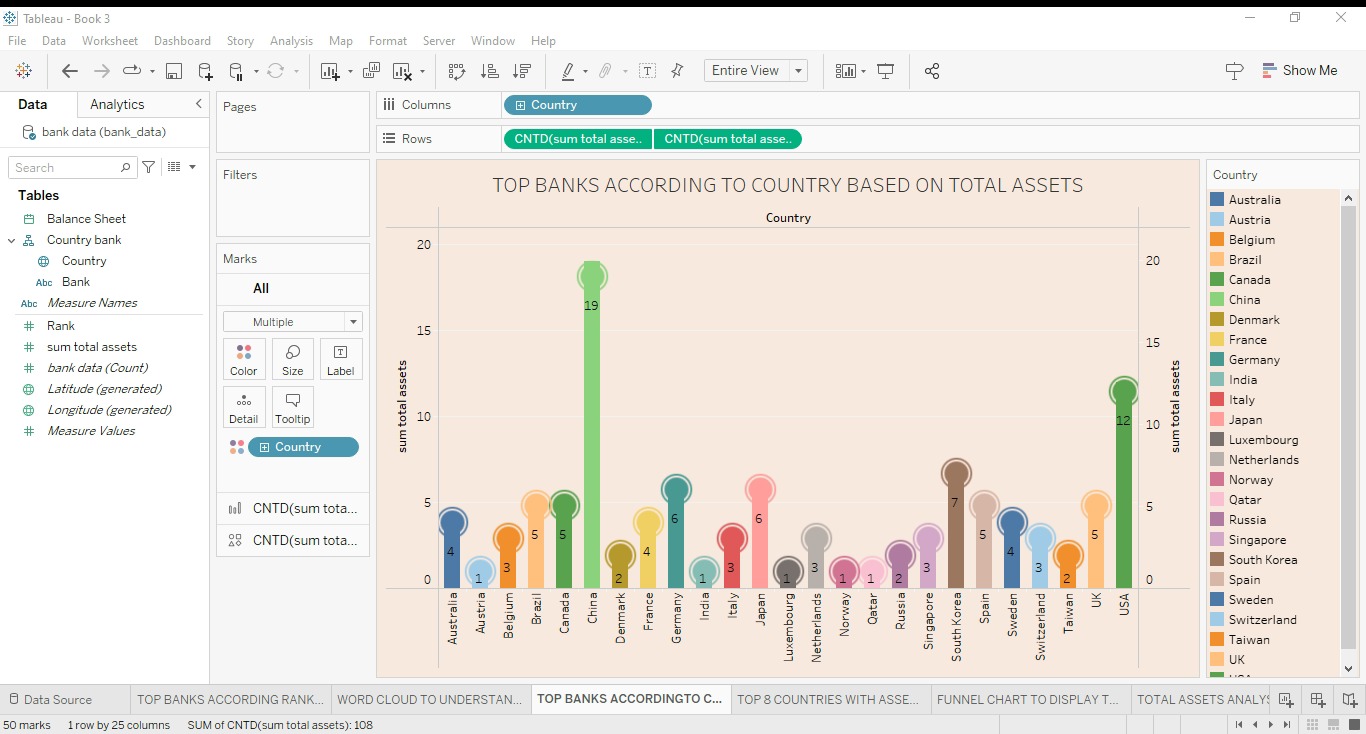 Tableau - Book 3
File Data Worksheet Dashboard Story Analysis Map Format Server Window Help
Entire View
Show Me
Data Analytics
bank data (bank_data)
Search
Tables
Balance Sheet
Country bank
Country
Abc Bank
Abc Measure Names
Rank
sum total assets
bank data (Count)
Latitude (generated)
Longitude (generated)
Measure Values
Pages
Filters
Marks
All
Multiple
Color Size Label
Detail Tooltip
Country
CNTD(sum tota...
CNTD(sum tota...
Columns Country
Rows CNTD(sum total asse.. CNTD(sum total asse..
TOP BANKS ACCORDING TO COUNTRY BASED ON TOTAL ASSETS
Country
sum total assets
20
15
10
5
0
4
1
3
5
5
19
2
4
6
1
3
6
1
3
1
1
2
3
7
5
4
3
2
5
12
20
15
10
5
0
sum total assets
Australia
Austria
Belgium
Brazil
Canada
China
Denmark
France
Germany
India
Italy
Japan
Luxembourg
Netherlands
Norway
Qatar
Russia
Singapore
South Korea
Spain
Sweden
Switzerland
Taiwan
UK
USA
Country
Australia
Austria
Belgium
Brazil
Canada
China
Denmark
France
Germany
India
Italy
Japan
Luxembourg
Netherlands
Norway
Qatar
Russia
Singapore
South Korea
Spain
Sweden
Switzerland
Taiwan
UK
Data Source
TOP BANKS ACCORDING RANK...
WORD CLOUD TO UNDERSTAN...
TOP BANKS ACCORDINGTO C...
TOP 8 COUNTRIES WITH ASSE...
FUNNEL CHART TO DISPLAY T...
TOTAL ASSETS ANALYS
50 marks 1 row by 25 columns SUM of CNTD(sum total assets): 108